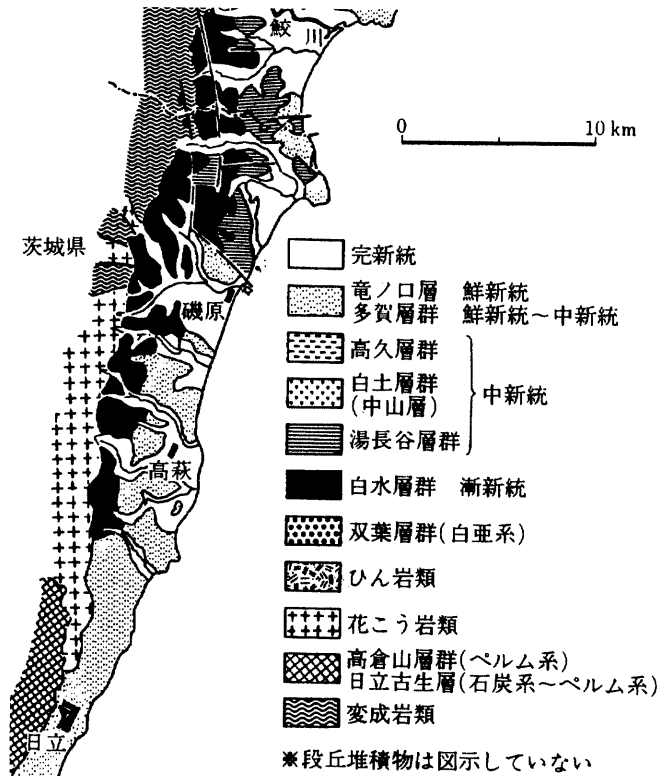 鮫川
0 10 km
茨城県
磯原
高萩
日立
完新統
竜ノ口層 鮮新統
多賀層群 鮮新統~中新統
高久層群
白土層群
(中山層)
中新統
湯長谷層群
白水層群 漸新統
双葉層群(白亜系)
ひん岩類
花こう岩類
高倉山層群(ペルム系)
日立古生層(石炭系~ペルム系)
変成岩類
※段丘堆積物は図示していない